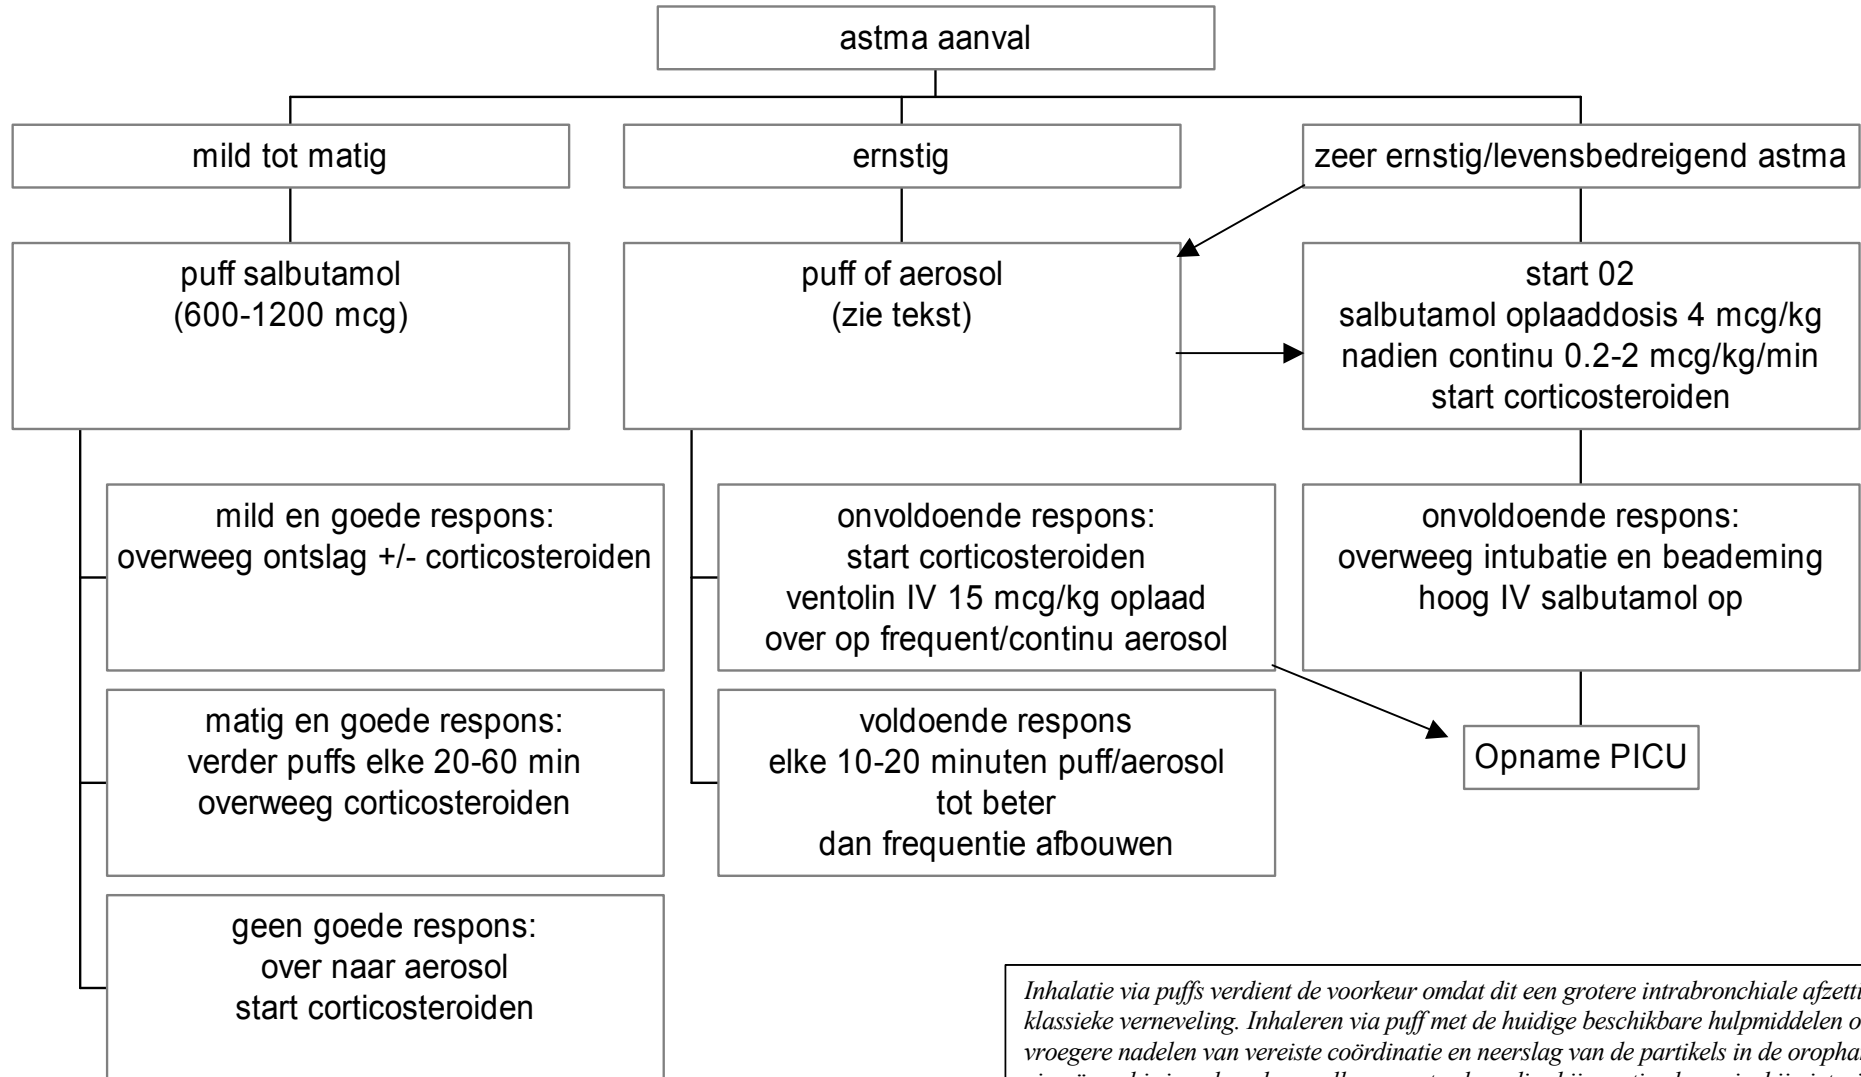 astma aanval
mild tot matig
ernstig
zeer ernstig/levensbedreigend astma
puff salbutamol
(600-1200 mcg)
puff of aerosol
(zie tekst)
start 02
salbutamol oplaaddosis 4 mcg/kg
nadien continu 0.2-2 mcg/kg/min
start corticosteroiden
mild en goede respons:
overweeg ontslag +/- corticosteroiden
onvoldoende respons:
start corticosteroiden
ventolin IV 15 mcg/kg oplaad
over op frequent/continu aerosol
onvoldoende respons:
overweeg intubatie en beademing
hoog IV salbutamol op
matig en goede respons:
verder puffs elke 20-60 min
overweeg corticosteroiden
voldoende respons
elke 10-20 minuten puff/aerosol
tot beter
dan frequentie afbouwen
Opname PICU
geen goede respons:
over naar aerosol
start corticosteroiden
Inhalatie via puffs verdient de voorkeur omdat dit een grotere intrabronchiale
klassieke verneveling. Inhaleren via puff met de huidige beschikbare hulpmiddelen
vroegere nadelen van vereiste coördinatie en neerslag van de partikels in de